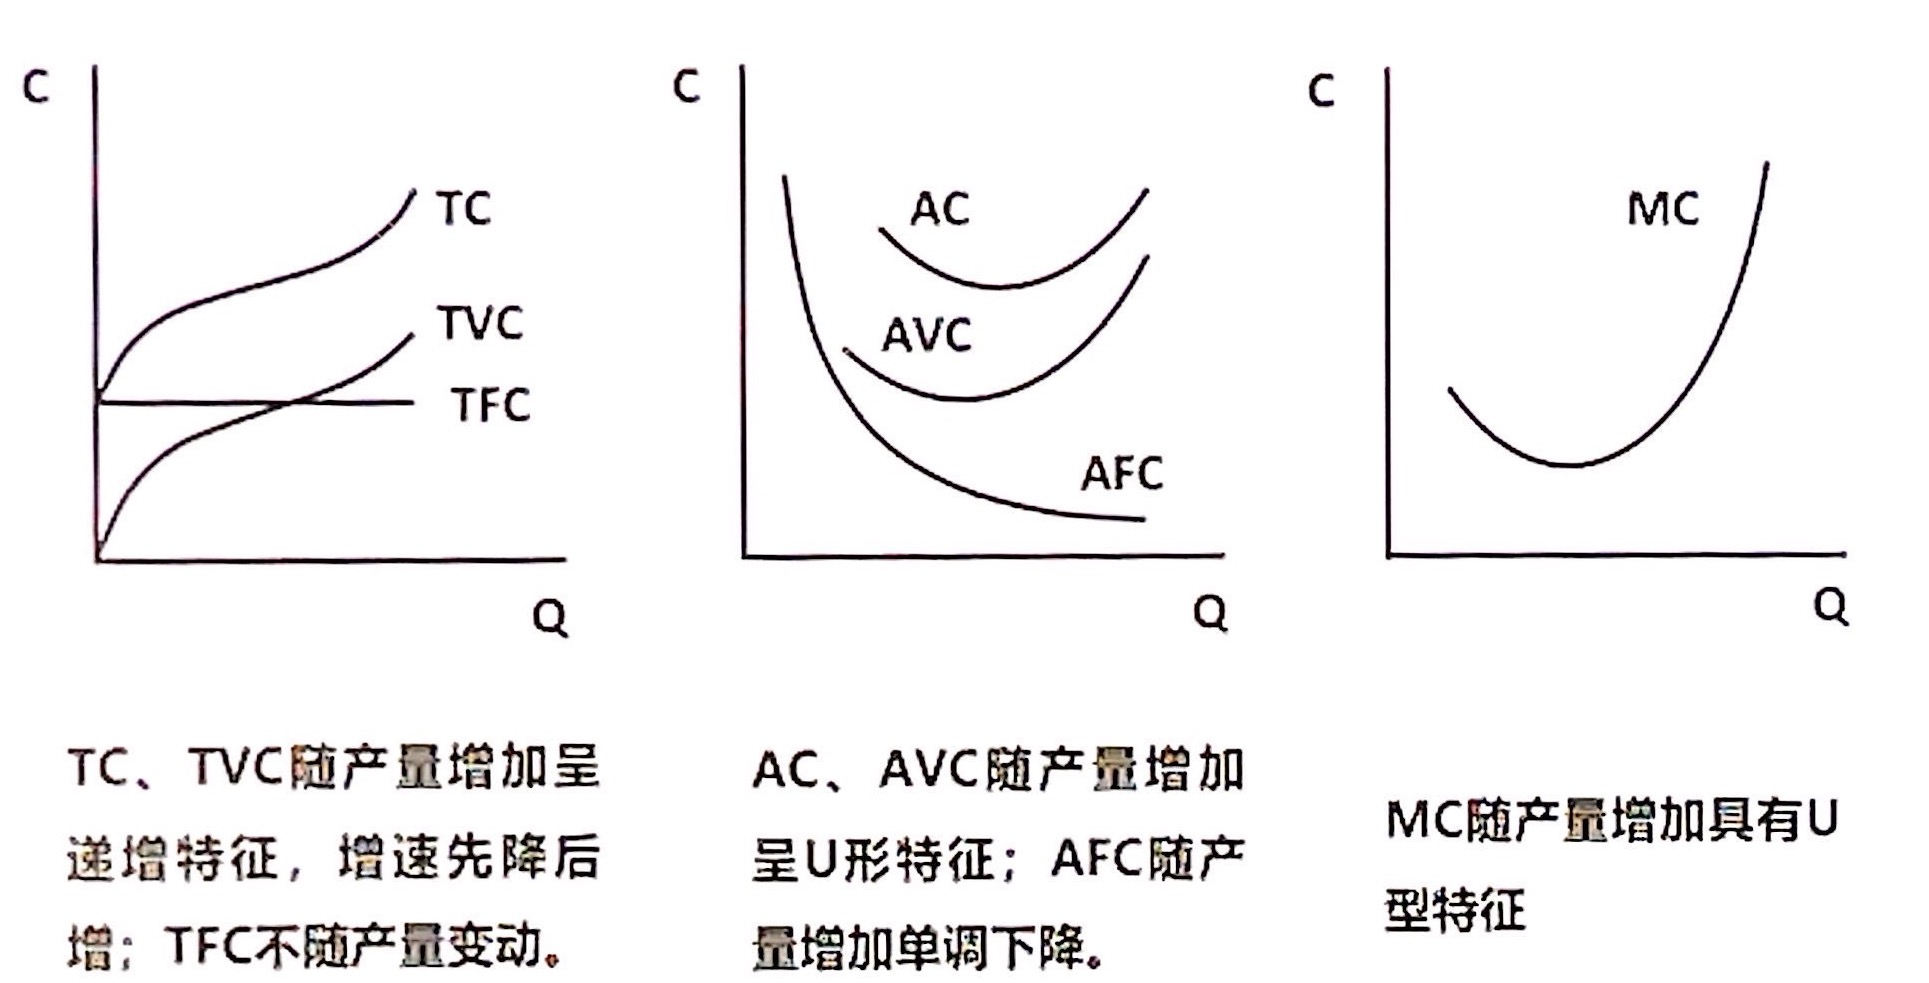 C
TC
TVC
TFC
Q
C
AC
AVC
AFC
Q
C
MC
Q
TC、TVC随产量增加呈
递增特征，增速先降后
增；TFC不随产量变动。
AC、AVC随产量增加
呈U形特征；AFC随产
量增加单调下降。
MC随产量增加具有U
型特征